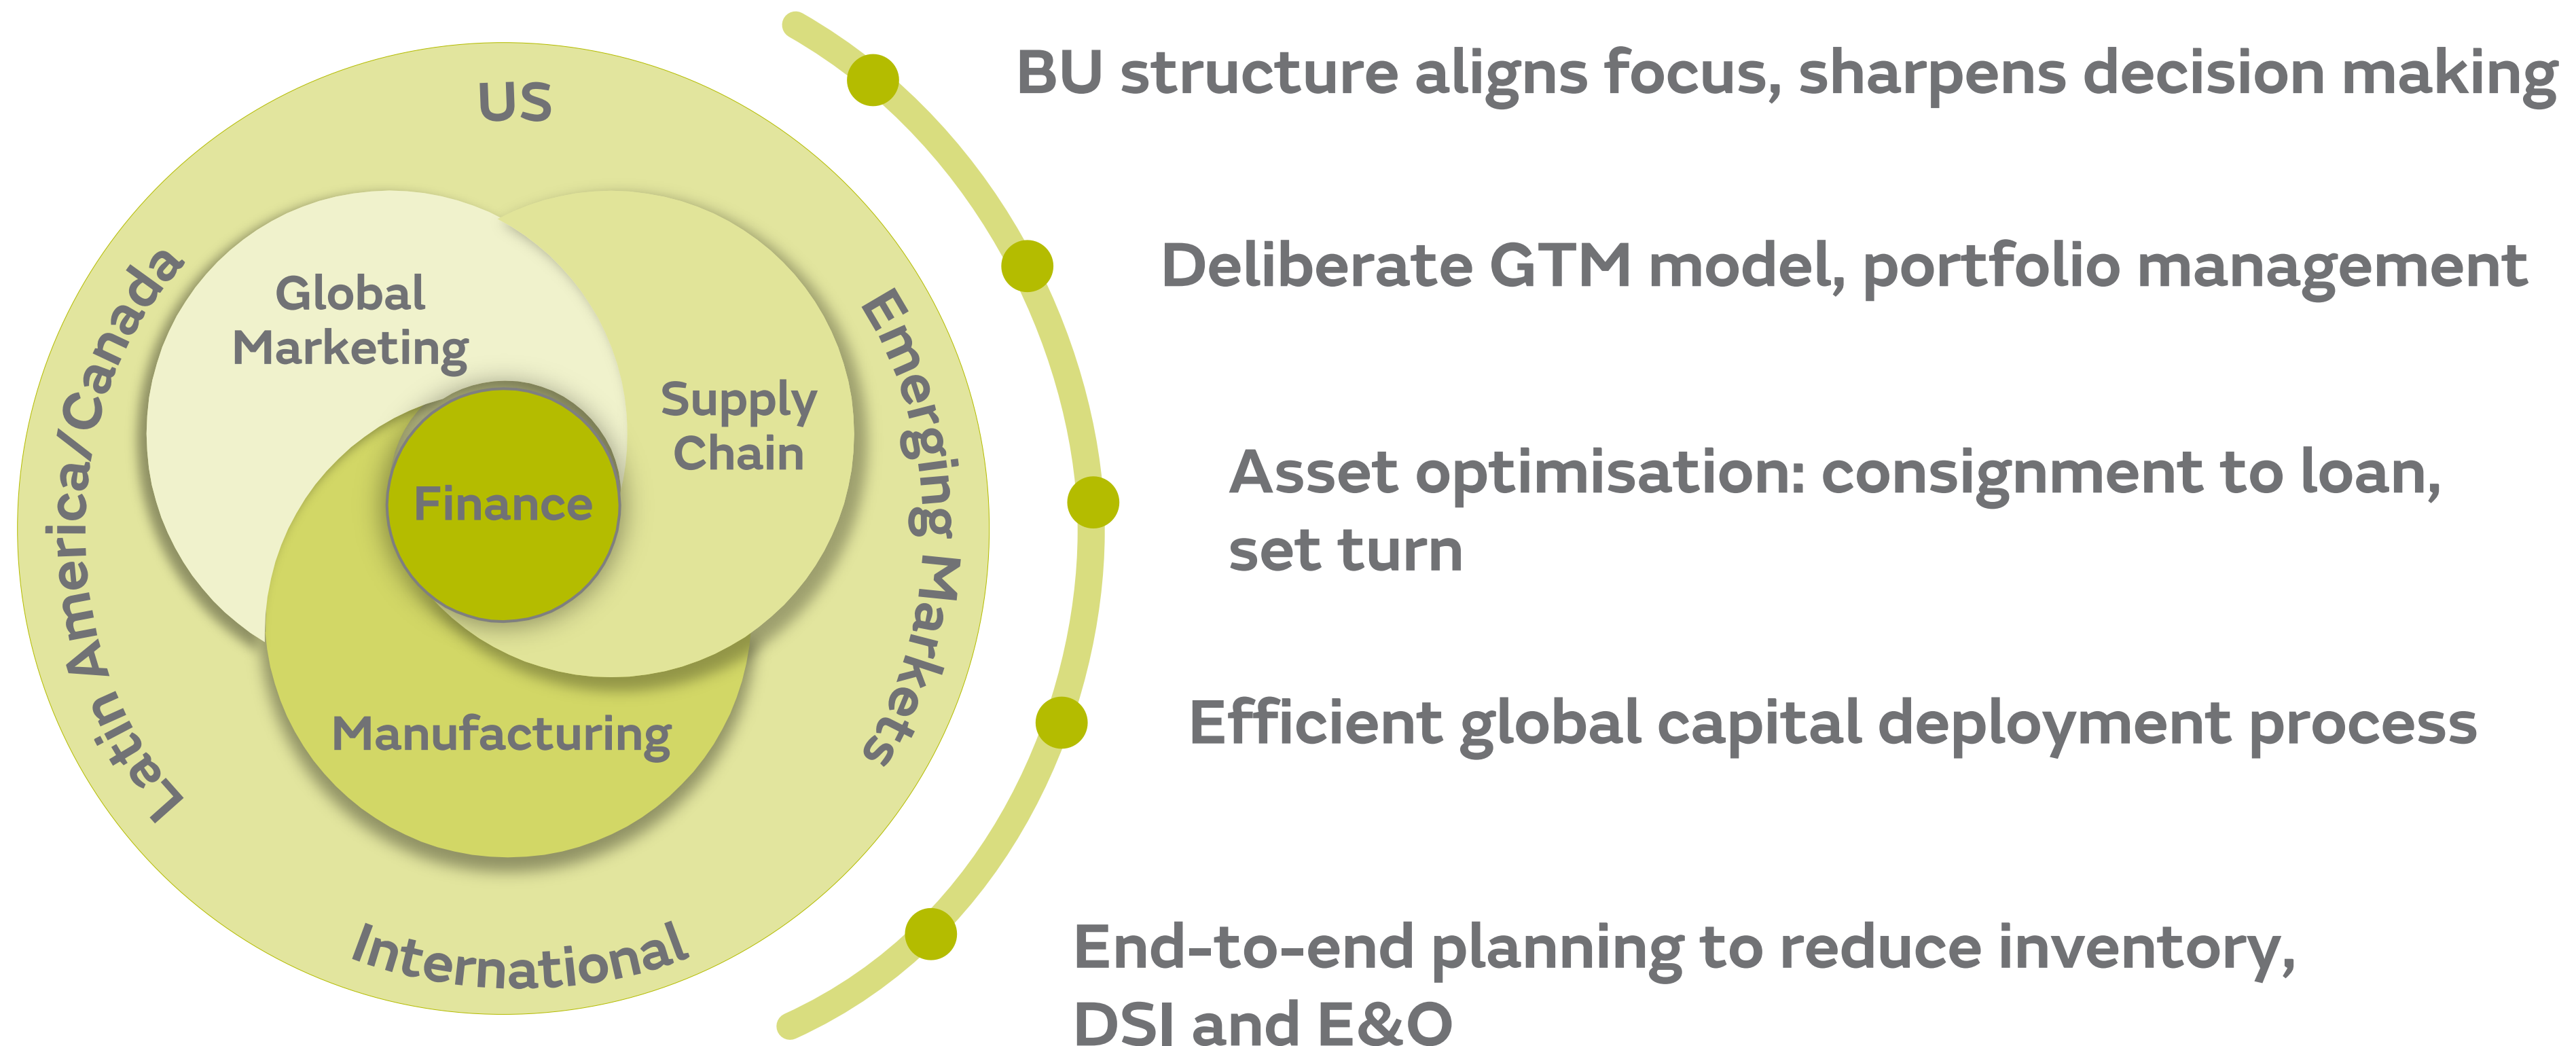 US
Latin America/Canada
Global
Marketing
Supply
Chain
Finance
Manufacturing
Emerging Markets
International
BU structure aligns focus, sharpens decision making
Deliberate GTM model, portfolio management
Asset optimisation: consignment to loan,
set turn
Efficient global capital deployment process
End-to-end planning to reduce inventory,
DSI and E&O